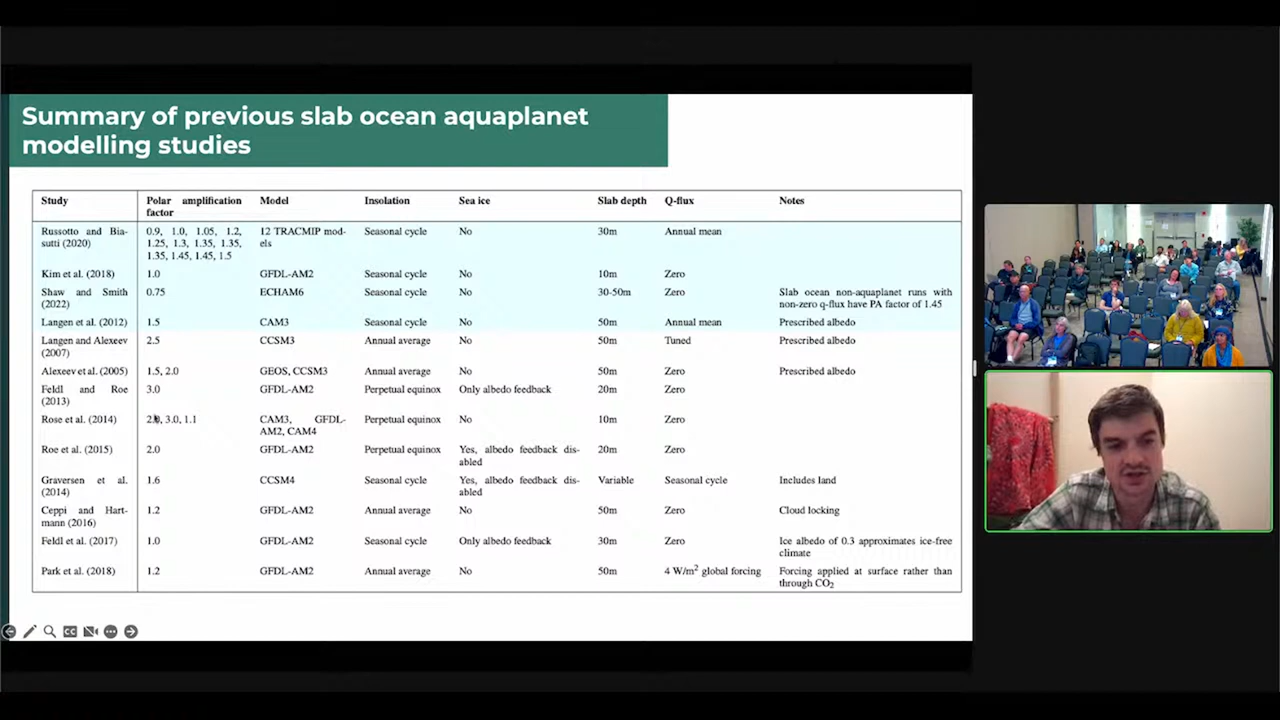 Summary of previous slab ocean aquaplanet
modelling studies
Study Polar amplification factor Model Insolation Sea ice Slab depth Q-flux Notes
Russotto and Bia-
sutti (2020)
0.9, 1.0, 1.05, 1.2,
1.25, 1.3, 1.35, 1.35,
1.35, 1.45, 1.45, 1.5
12 TRACMIP mod-
els
Seasonal cycle No 30m Annual mean
Kim et al. (2018) 1.0 GFDL-AM2 Seasonal cycle No 10m Zero
Shaw and Smith
(2022)
0.75 ECHAM6 Seasonal cycle No 30-50m Zero
Slab ocean non-aquaplanet runs with
non-zero q-flux have PA factor of 1.45
Langen et al. (2012) 1.5 CAM3 Seasonal cycle No 50m Annual mean Prescribed albedo
Langen and Alexeev
(2007)
2.5 CCSM3 Annual average No 50m Tuned Prescribed albedo
Alexeev et al. (2005) 1.5, 2.0 GEOS, CCSM3 Annual average No 50m Zero Prescribed albedo
Feldl and Roe
(2013)
3.0 GFDL-AM2 Perpetual equinox Only albedo feedback 20m Zero
Rose et al. (2014) 3.0, 1.1
CAM3, GFDL-
AM2, CAM4
Perpetual equinox No 10m Zero
Roe et al. (2015) 2.0 GFDL-AM2 Perpetual equinox
Yes, albedo feedback dis-
abled
20m Zero
Graversen et al.
(2014)
1.6 CCSM4 Seasonal cycle
Yes, albedo feedback dis-
abled
Variable Seasonal cycle Includes land
Ceppi and Hart-
mann (2016)
1.2 GFDL-AM2 Annual average No 50m Zero Cloud locking
Feldl et al. (2017) 1.0 GFDL-AM2 Seasonal cycle Only albedo feedback 30m Zero
Ice albedo of 0.3 approximates ice-free
climate
Park et al. (2018) 1.2 GFDL-AM2 Annual average No 50m 4 W/m² global forcing
Forcing applied at surface rather than
through CO₂
CC